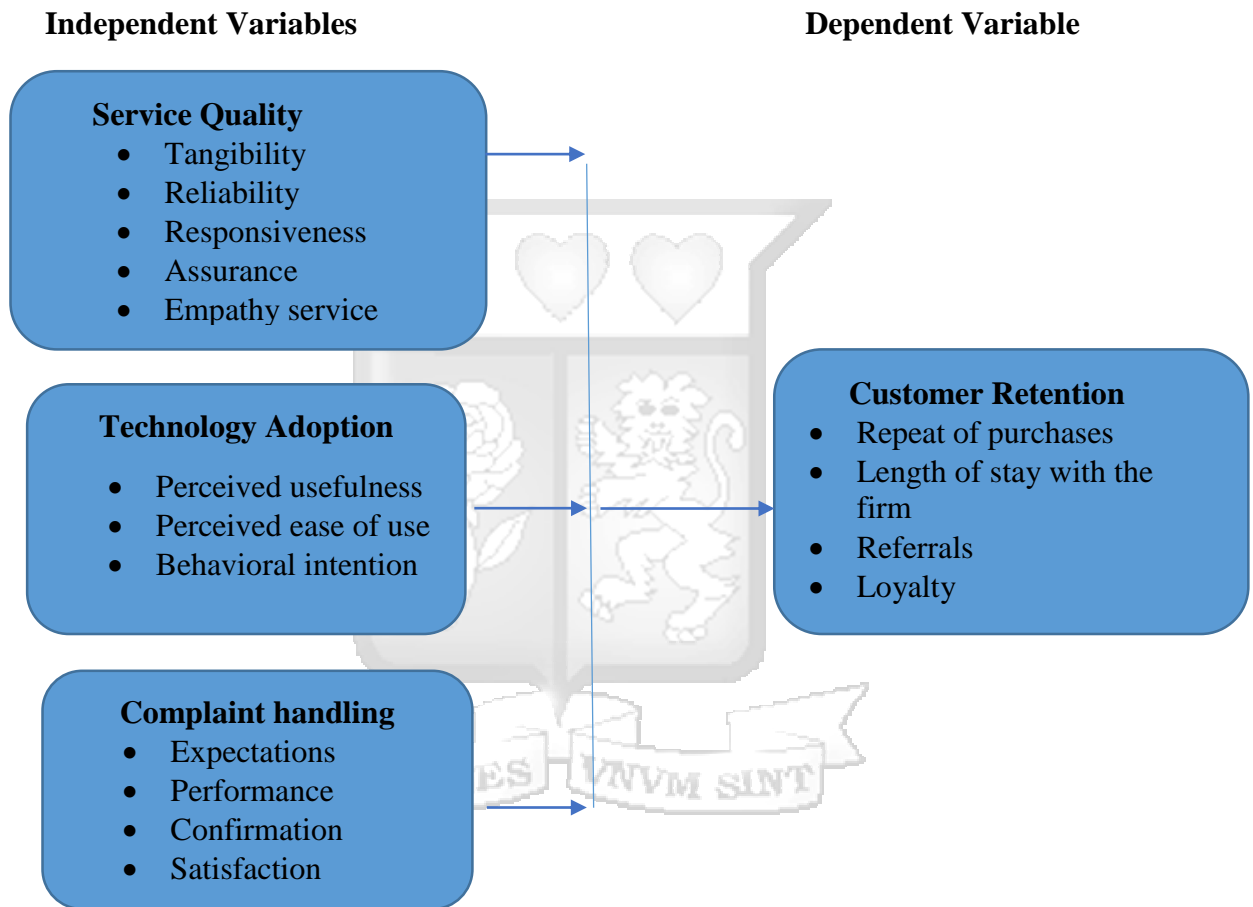 Independent Variables
Dependent Variable
Service Quality
• Tangibility
• Reliability
• Responsiveness
• Assurance
• Empathy service
Technology Adoption
• Perceived usefulness
• Perceived ease of use
• Behavioral intention
Complaint handling
• Expectations
• Performance
• Confirmation
• Satisfaction
Customer Retention
• Repeat of purchases
• Length of stay with the
firm
• Referrals
• Loyalty
VNVM SINT